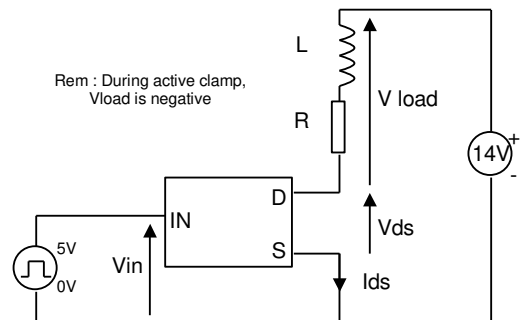 L
Rem : During active clamp,
Vload is negative
V load
R
14V
+
-
D
IN
Vds
S
5V
0V
Vin
Ids